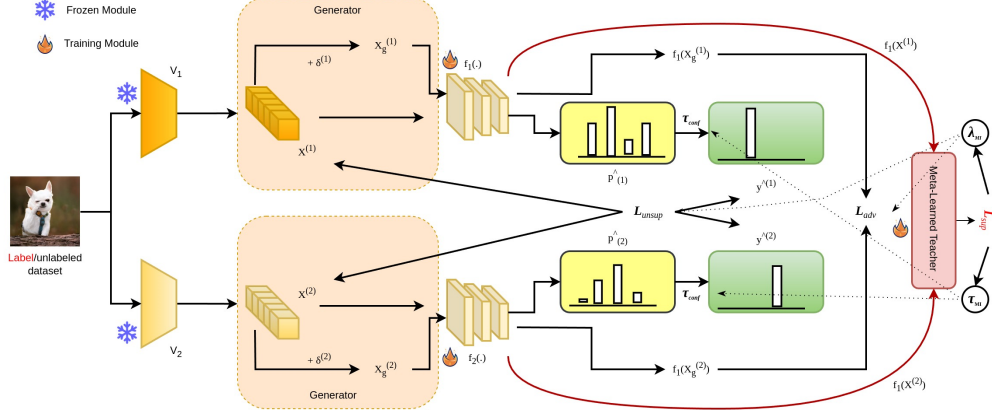 Frozen Module
Training Module
Generator
V1
+ δ(1)
Xg(1)
X(1)
f1(.)
f1(Xg(1))
f1(X(1))
τconf
p^(1)
y^(1)
λMI
Label/unlabeled
dataset
Lunsup
Ladv
Meta-Learned Teacher
Lsup
p^(2)
y^(2)
τconf
τMI
V2
X(2)
+ δ(2)
Xg(2)
f2(.)
f1(Xg(2))
f1(X(2))
Generator